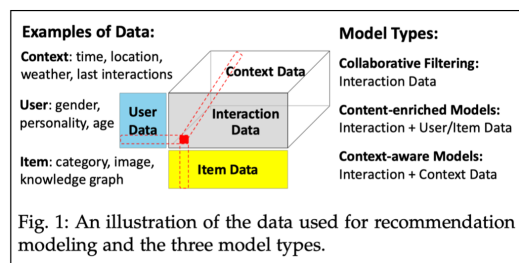 Examples of Data:
Context: time, location,
weather, last interactions
User: gender,
personality, age
Item: category, image,
knowledge graph
Context Data
User
Data
Interaction
Data
Item Data
Model Types:
Collaborative Filtering:
Interaction Data
Content-enriched Models:
Interaction + User/Item Data
Context-aware Models:
Interaction + Context Data
Fig. 1: An illustration of the data used for recommendation
modeling and the three model types.